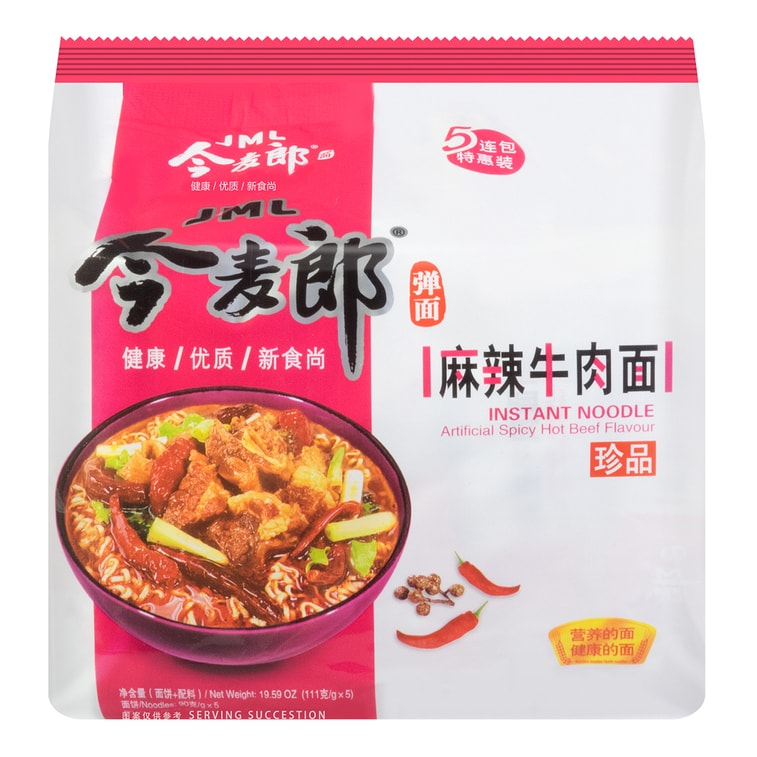 JML
今麦郎®
健康/优质/新食尚
5连包
特惠装
JML
今麦郎®
弹面
健康/优质/新食尚
麻辣牛肉面
INSTANT NOODLE
Artificial Spicy Hot Beef Flavour
珍品
营养的面
健康的面
净含量(面饼+配料)/Net Weight: 19.59 OZ (111克/g×5)
面饼/Noodles: 90克/g×5
图案仅供参考 SERVING SUCCESTION